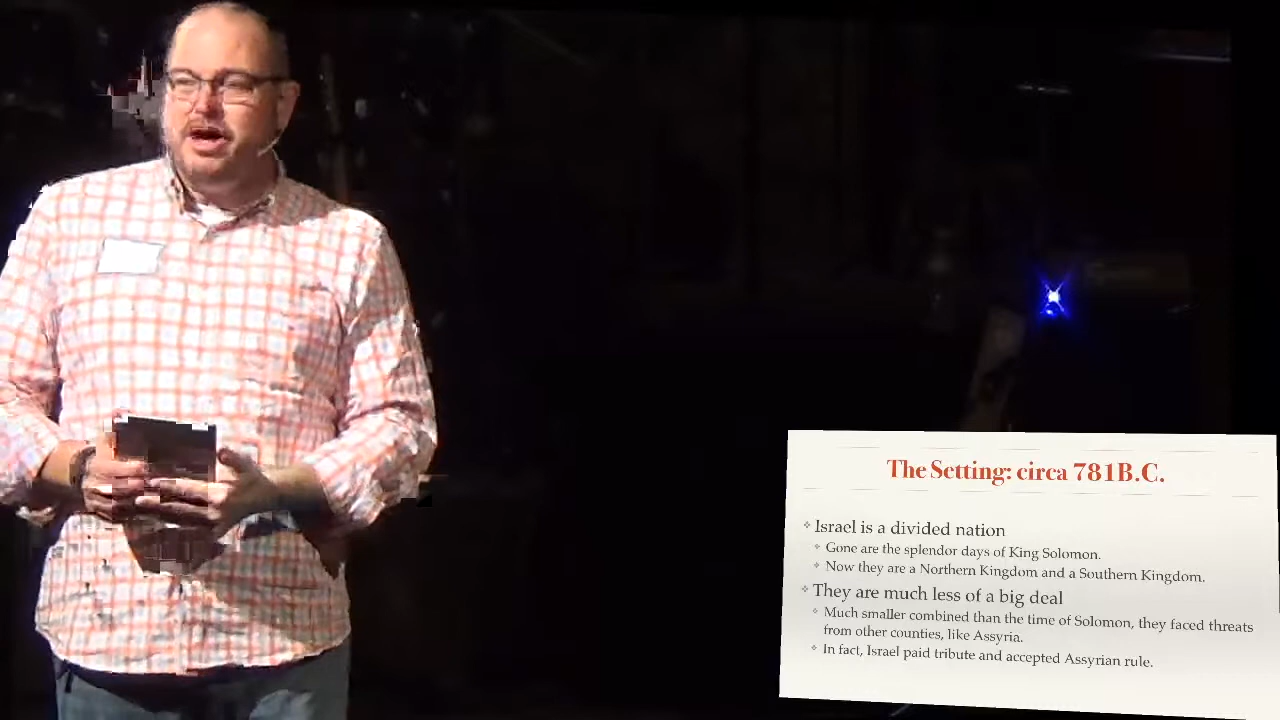 The Setting: circa 781B.C.
Israel is a divided nation
Gone are the splendor days of King Solomon.
Now they are a Northern Kingdom and a Southern Kingdom.
They are much less of a big deal
Much smaller combined than the time of Solomon, they faced threats
from other counties, like Assyria.
In fact, Israel paid tribute and accepted Assyrian rule.